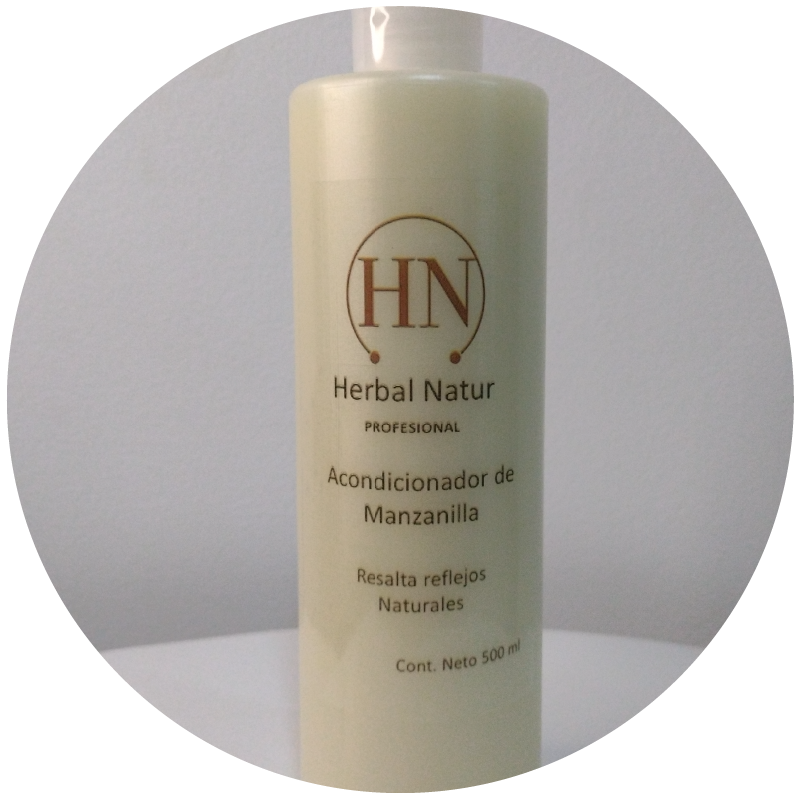 HN
Herbal Natur
PROFESIONAL
Acondicionador de
Manzanilla
Resalta reflejos
Naturales
Cont. Neto 500 ml